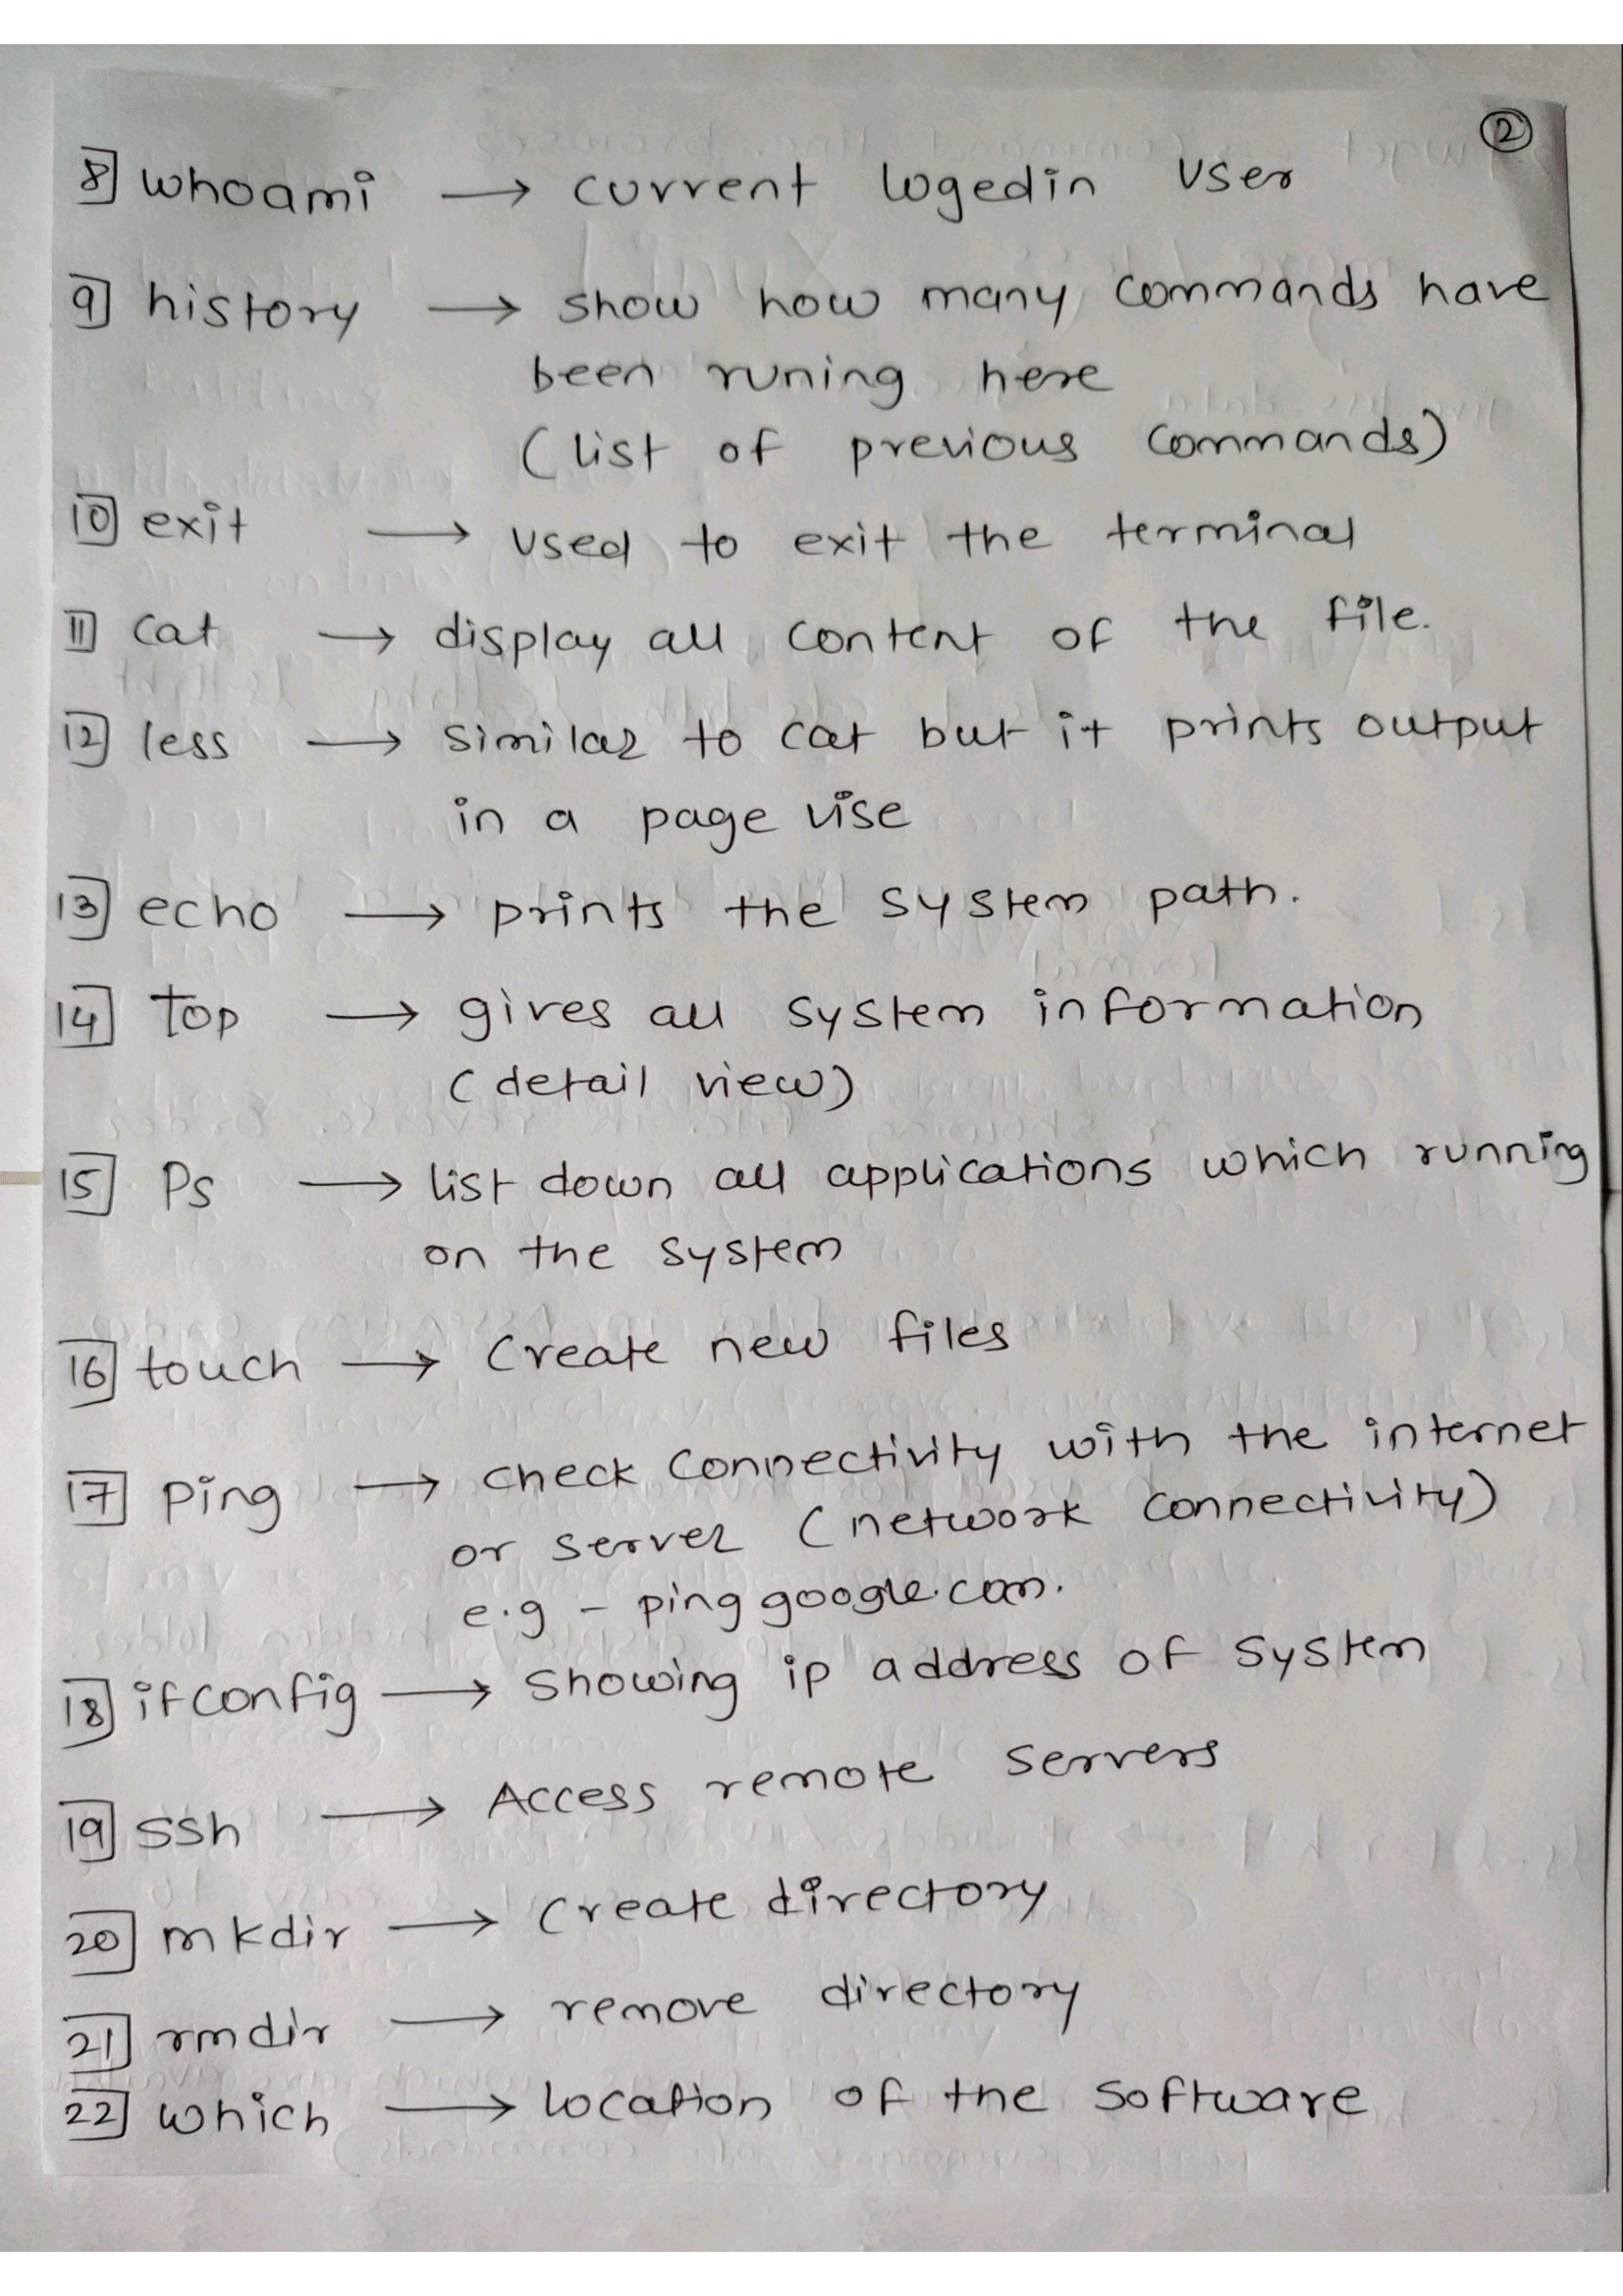 2
8 whoami → current logedin user
9 history → show how many commands have
been runing here
(list of previous commands)
10 exit → used to exit the terminal
11 cat → display all content of the file.
12 less → similar to cat but it prints output
in a page vise
13 echo → prints the system path.
14 top → gives all system information
(detail view)
15 Ps → list down all applications which running
on the system
16 touch → Create new files
17 ping → check connectivity with the internet
or server (network connectivity)
e.g - ping google.com.
18 ifconfig → showing ip address of system
19 ssh → Access remote servers
20 mkdir → Create directory
21 rmdir → remove directory
22 which → location of the software